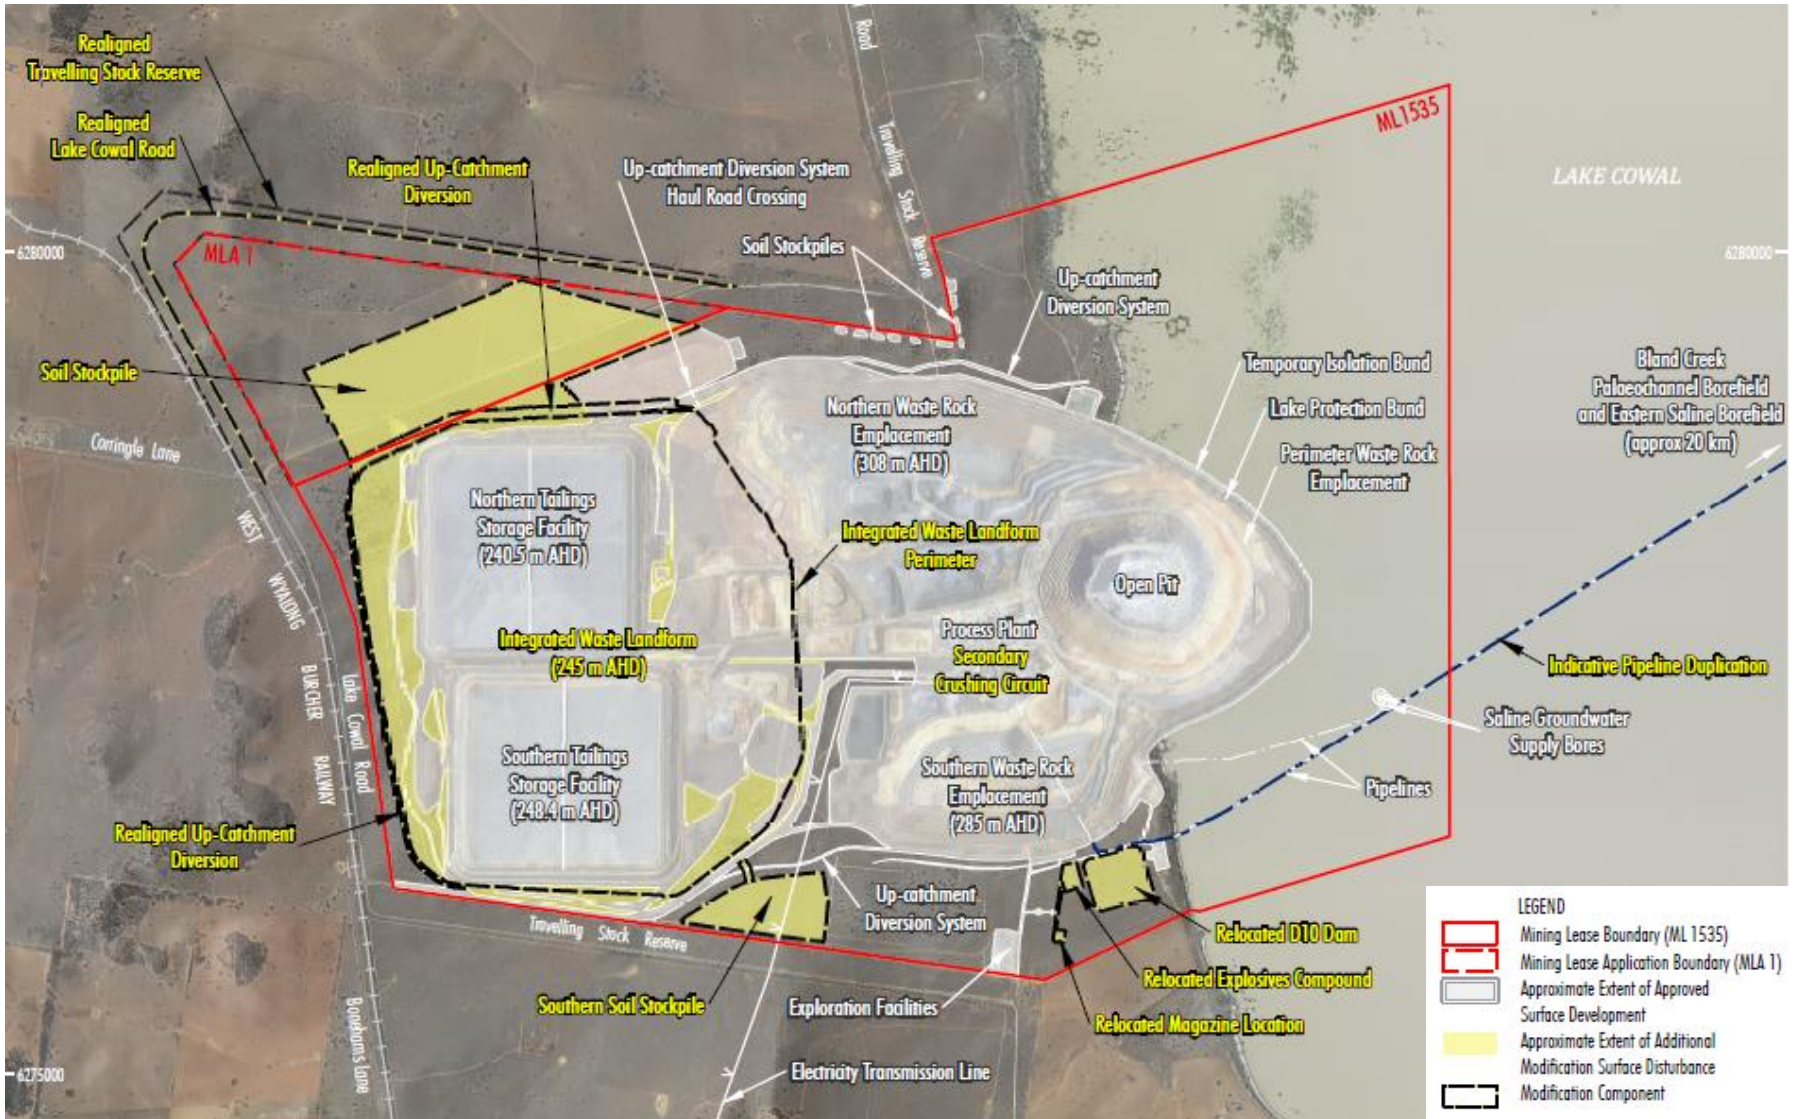 Realigned
Travelling Stock Reserve
Realigned
Lake Cowal Road
Realigned Up-Catchment
Diversion
Up-catchment Diversion System
Haul Road Crossing
Soil Stockpiles
Road
Travelling Stock Reserve
ML1535
LAKE COWAL
6280000
6280000
MLA 1
Up-catchment
Diversion System
Soil Stockpile
Temporary Isolation Bund
Lake Protection Bund
Perimeter Waste Rock
Emplacement
Bland Creek
Palaeochannel Borefield
and Eastern Saline Borefield
(approx 20 km)
Corringle Lane
Northern Waste Rock
Emplacement
(308 m AHD)
Northern Tailings
Storage Facility
(240.5 m AHD)
Integrated Waste Landform
Perimeter
Open Pit
WEST WYALONG BURCHER RAILWAY
Lake Cowal Road
Integrated Waste Landform
(245 m AHD)
Process Plant
Secondary
Crushing Circuit
Indicative Pipeline Duplication
Saline Groundwater
Supply Bores
Southern Tailings
Storage Facility
(248.4 m AHD)
Southern Waste Rock
Emplacement
(285 m AHD)
Pipelines
Realigned Up-Catchment
Diversion
Up-catchment
Diversion System
Travelling Stock Reserve
Relocated D10 Dam
Relocated Explosives Compound
Southern Soil Stockpile
Exploration Facilities
Relocated Magazine Location
Bonehams Lane
Electricity Transmission Line
6275000
LEGEND
Mining Lease Boundary (ML 1535)
Mining Lease Application Boundary (MLA 1)
Approximate Extent of Approved
Surface Development
Approximate Extent of Additional
Modification Surface Disturbance
Modification Component